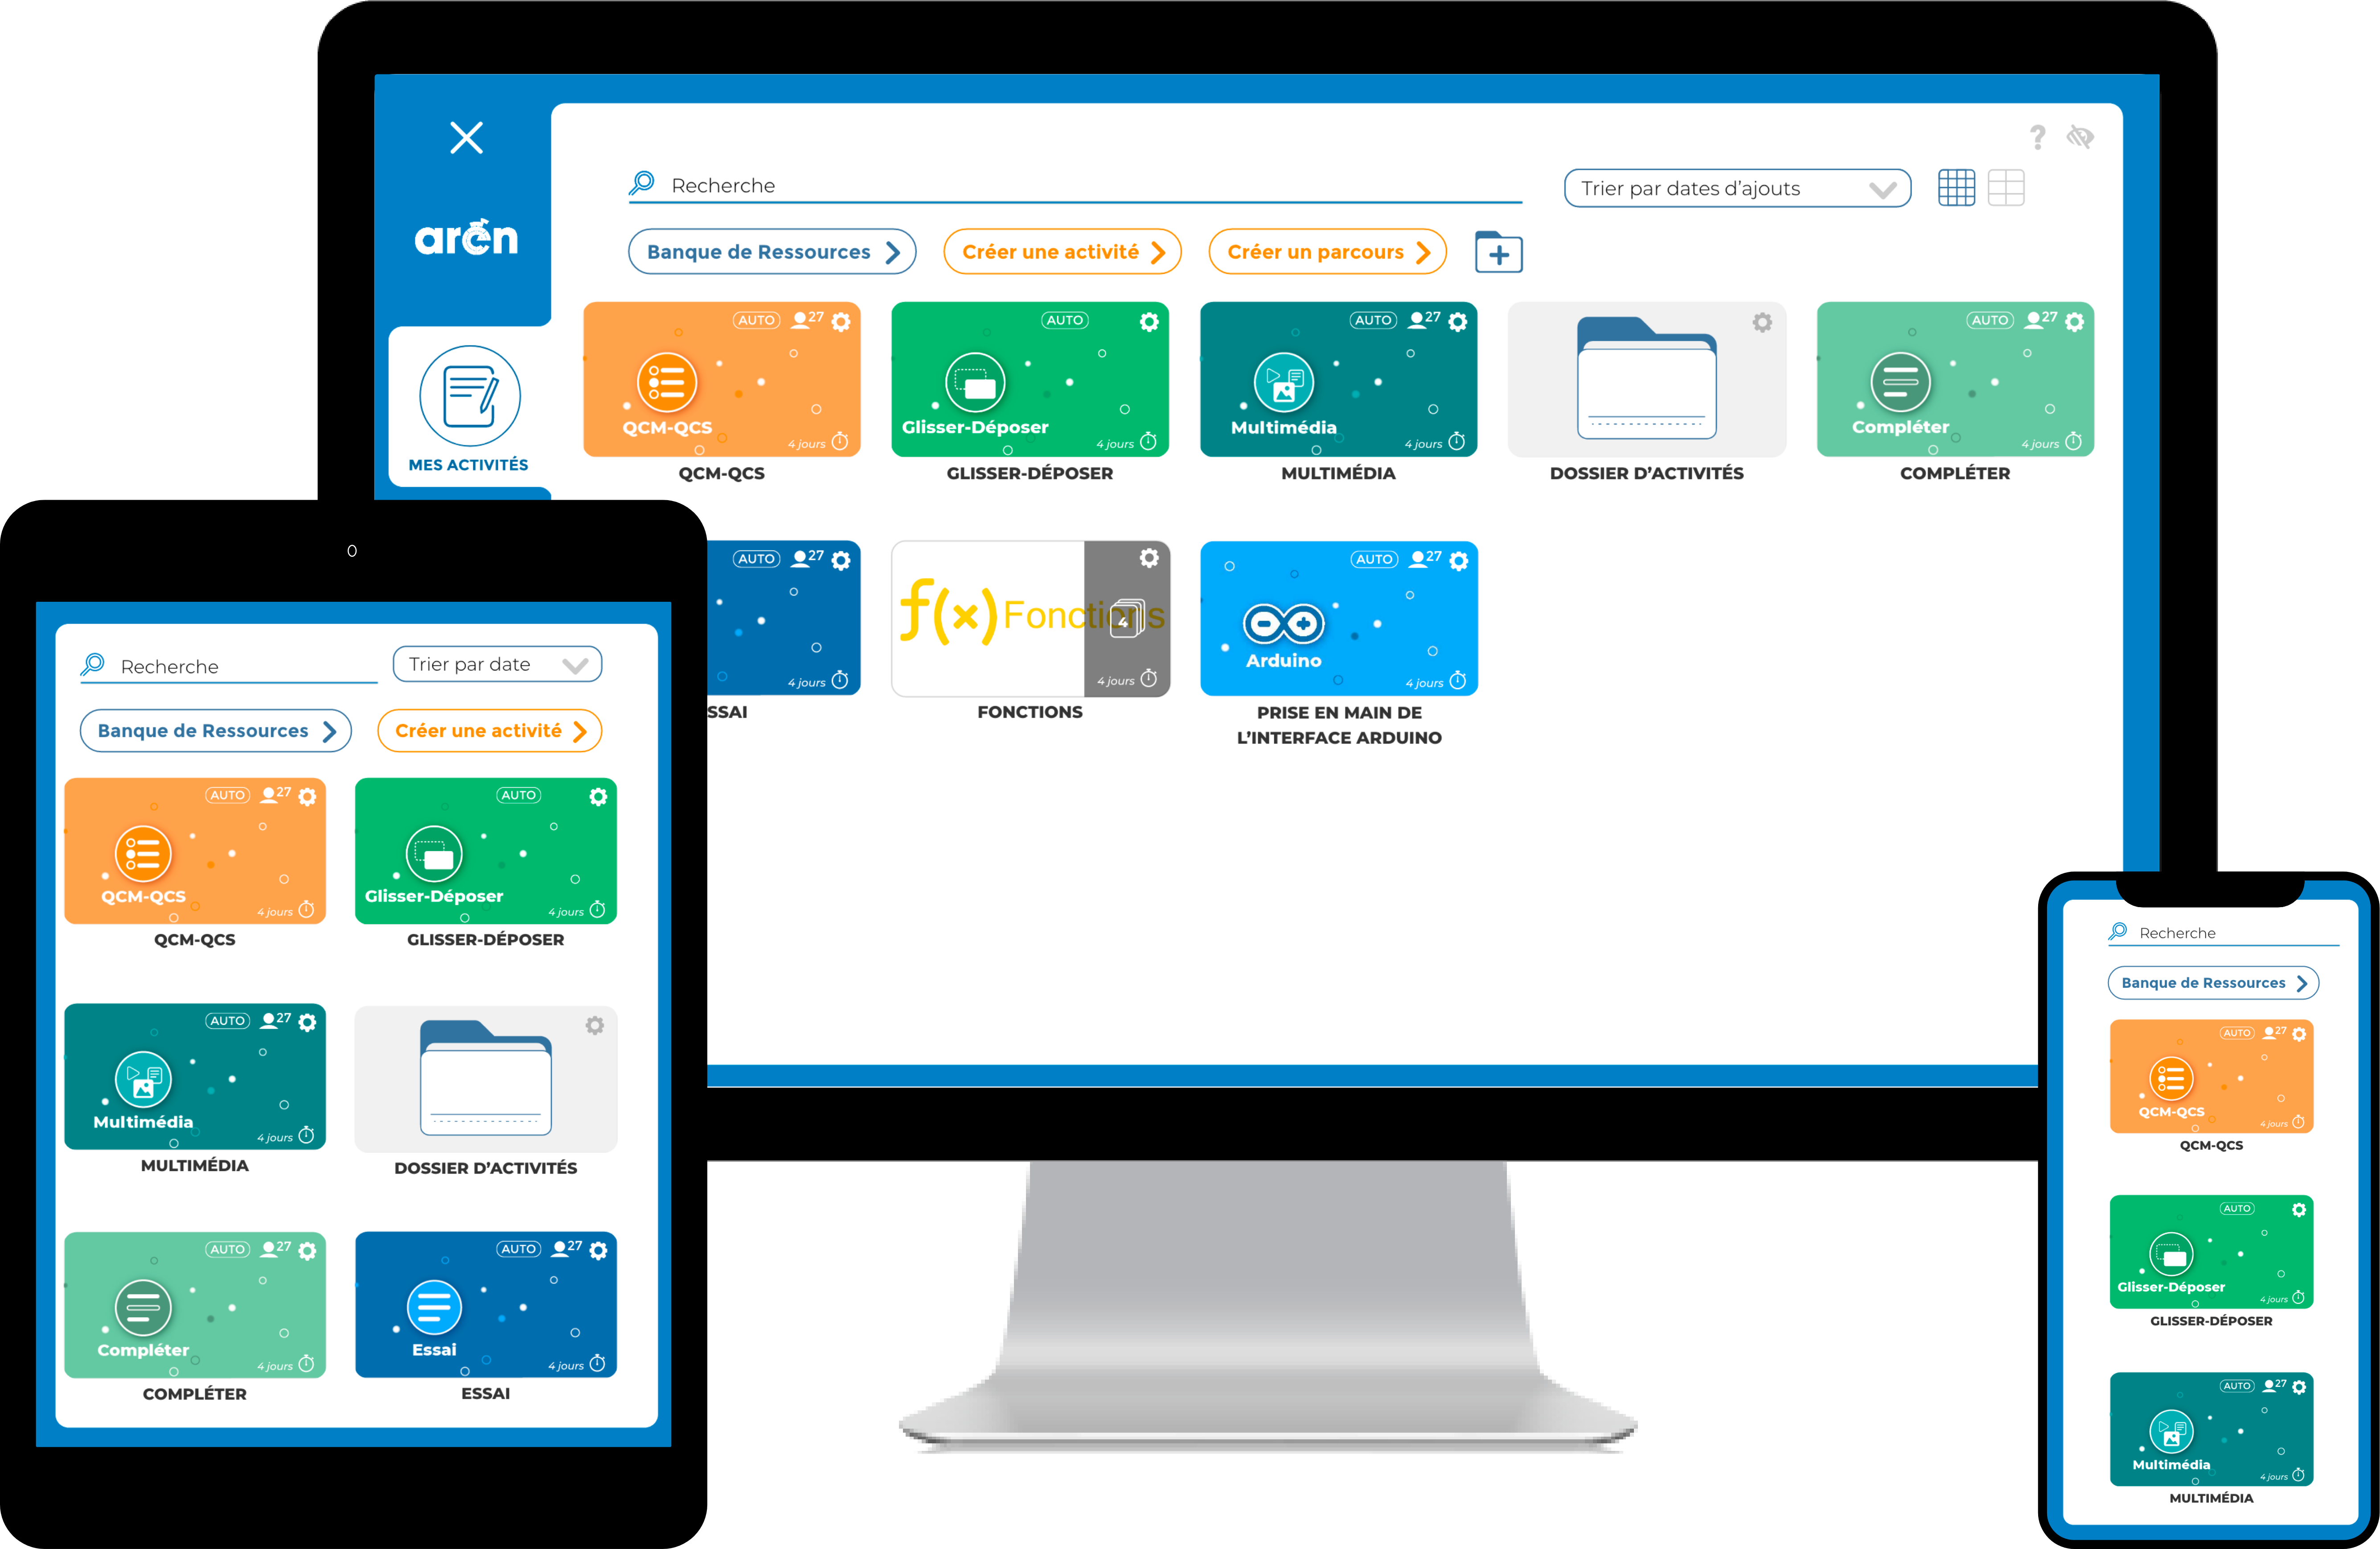 arèn
MES ACTIVITÉS
Recherche
Trier par dates d'ajouts
?
Banque de Ressources
Créer une activité
Créer un parcours
AUTO 27
QCM-QCS
4 jours
QCM-QCS
AUTO
Glisser-Déposer
4 jours
GLISSER-DÉPOSER
AUTO 27
Multimédia
4 jours
MULTIMÉDIA
DOSSIER D'ACTIVITÉS
AUTO 27
Compléter
4 jours
COMPLÉTER
AUTO 27
4 jours
SSAI
f(x) Fonctions
4
4 jours
FONCTIONS
AUTO 27
Arduino
4 jours
PRISE EN MAIN DE
L'INTERFACE ARDUINO
Recherche
Trier par date
Banque de Ressources
Créer une activité
AUTO 27
QCM-QCS
4 jours
QCM-QCS
AUTO
Glisser-Déposer
4 jours
GLISSER-DÉPOSER
AUTO 27
Multimédia
4 jours
MULTIMÉDIA
DOSSIER D'ACTIVITÉS
AUTO 27
Compléter
4 jours
COMPLÉTER
AUTO 27
Essai
4 jours
ESSAI
Recherche
Banque de Ressources
AUTO 27
QCM-QCS
4 jours
QCM-QCS
AUTO
Glisser-Déposer
4 jours
GLISSER-DÉPOSER
AUTO 27
Multimédia
4 jours
MULTIMÉDIA